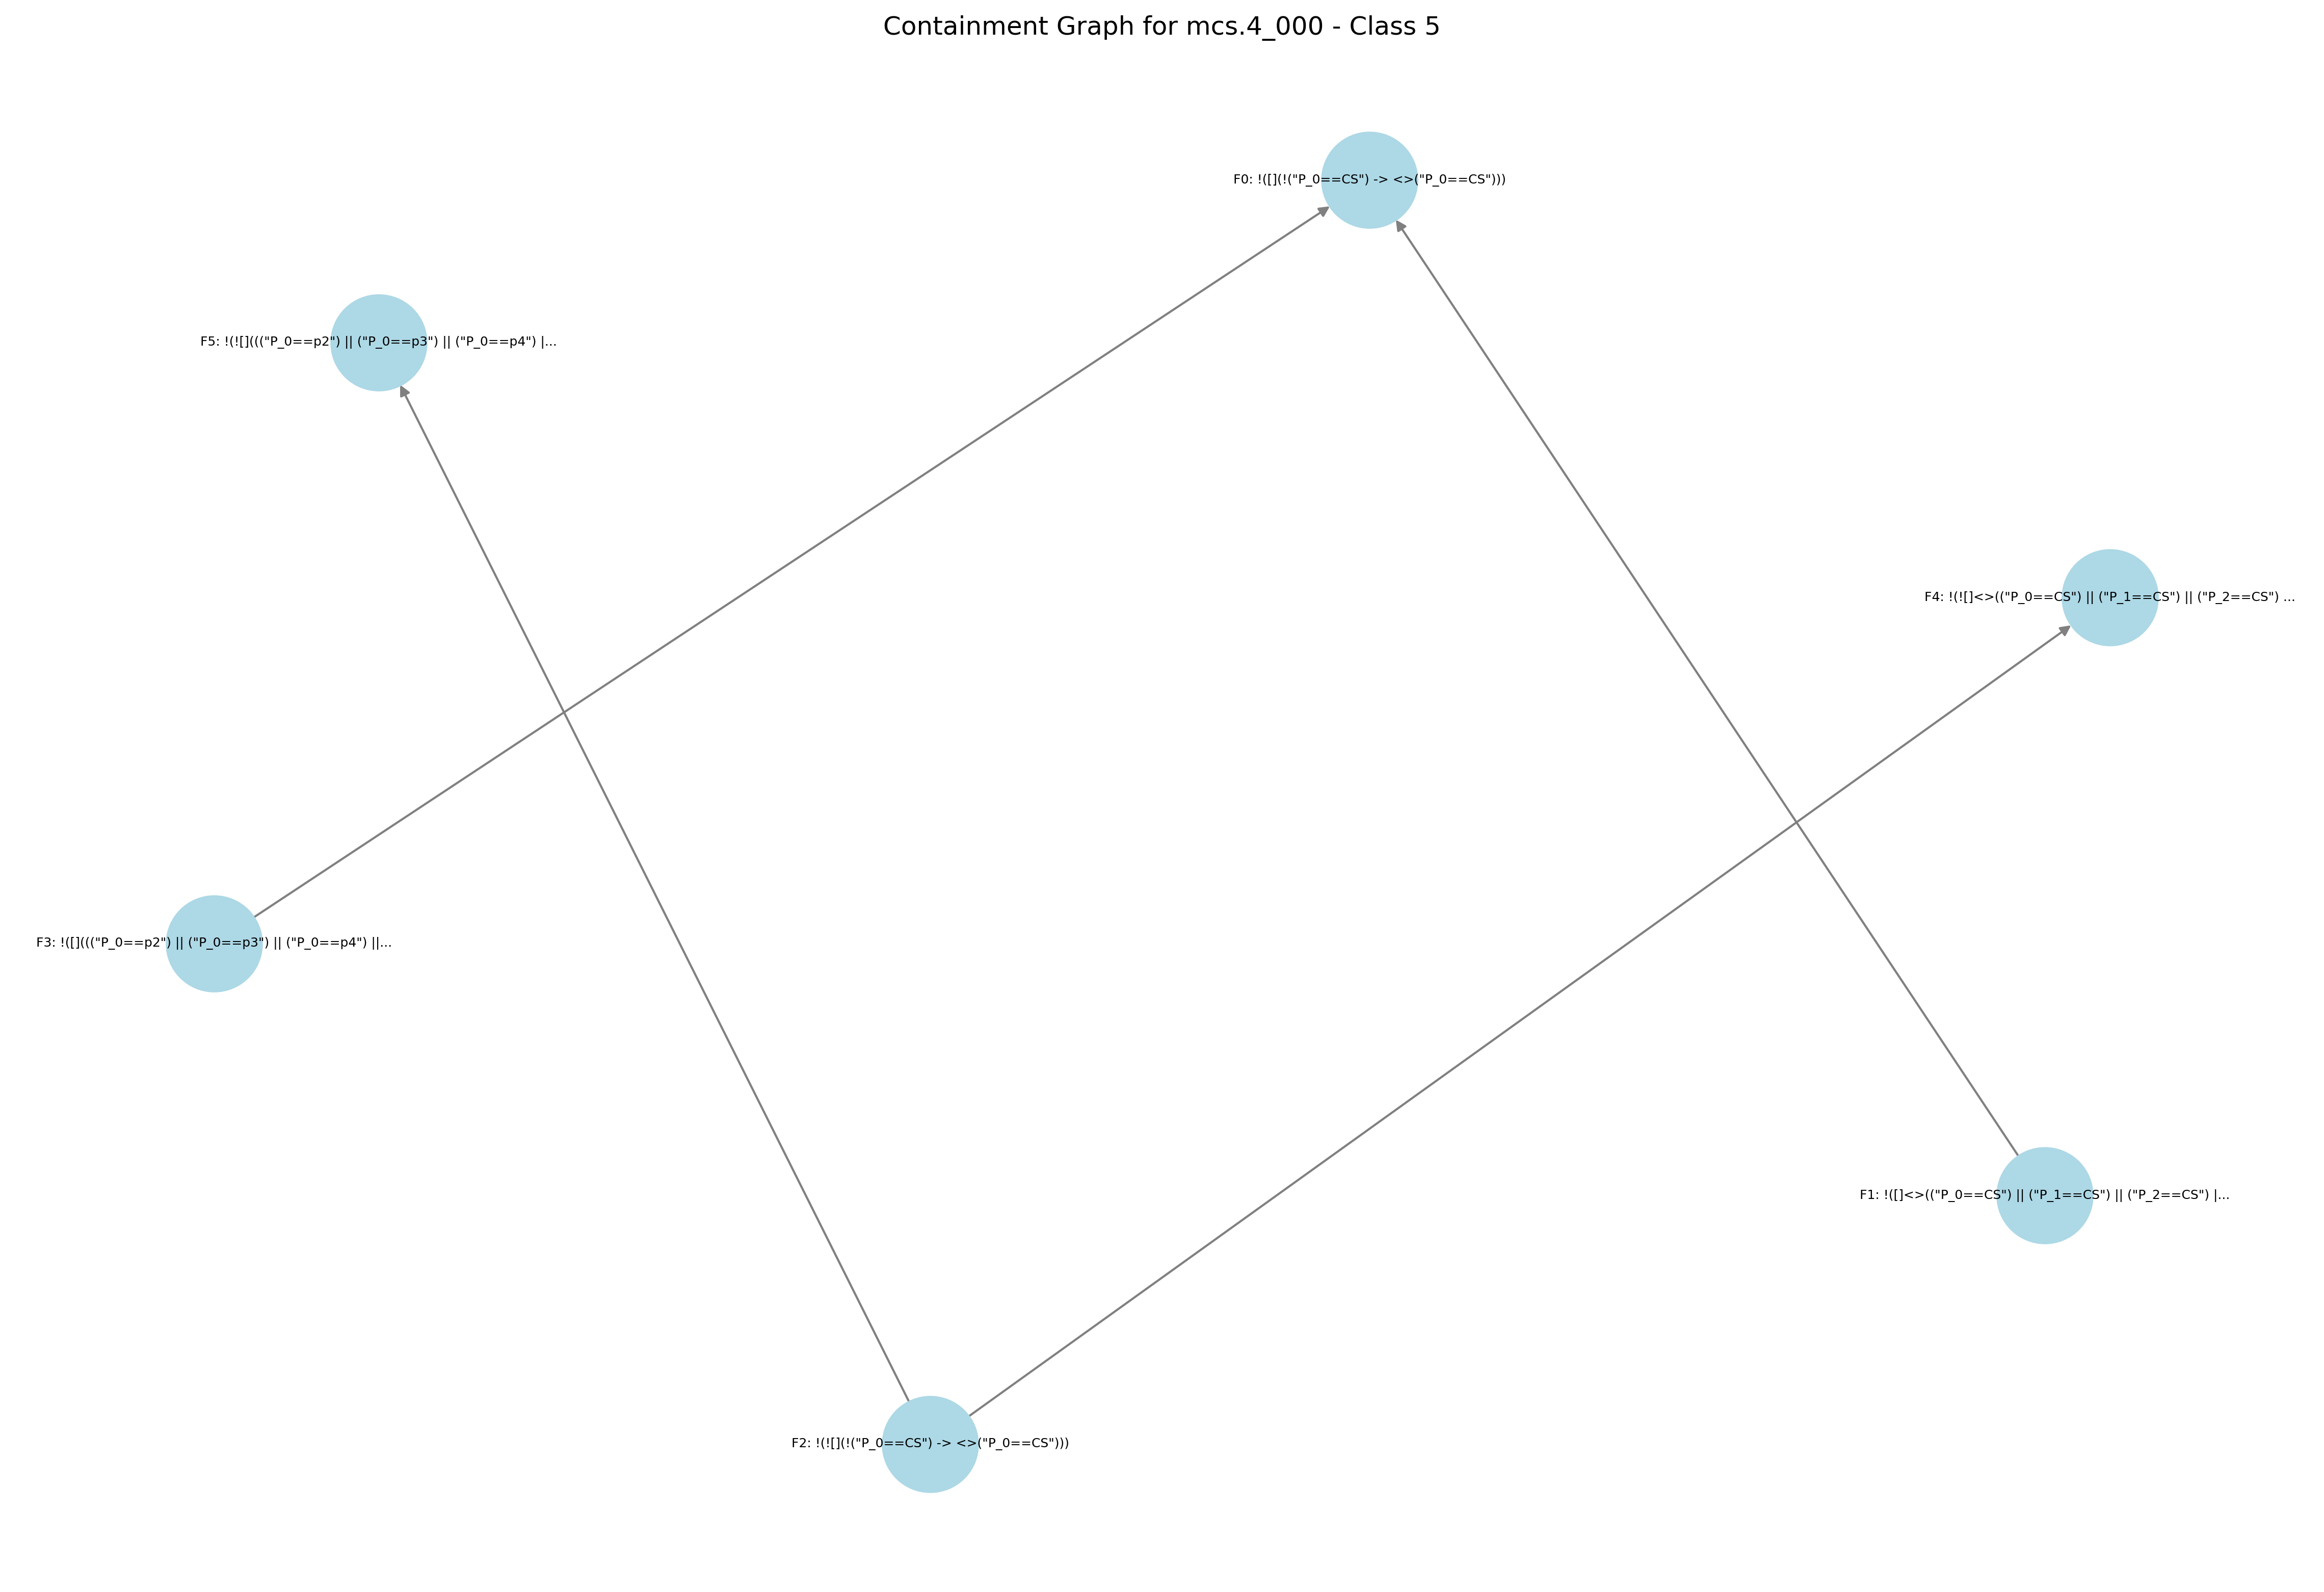 Containment Graph for mcs.4_000 - Class 5
F0: !([](!("P_0==CS") -> <>("P_0==CS")))
F5: !(![]((("P_0==p2") || ("P_0==p3") || ("P_0==p4") |...
F4: !(![]<>(("P_0==CS") || ("P_1==CS") || ("P_2==CS") ...
F3: !([]((("P_0==p2") || ("P_0==p3") || ("P_0==p4") ||...
F1: !([]<>(("P_0==CS") || ("P_1==CS") || ("P_2==CS") |...
F2: !(![](!("P_0==CS") -> <>("P_0==CS")))